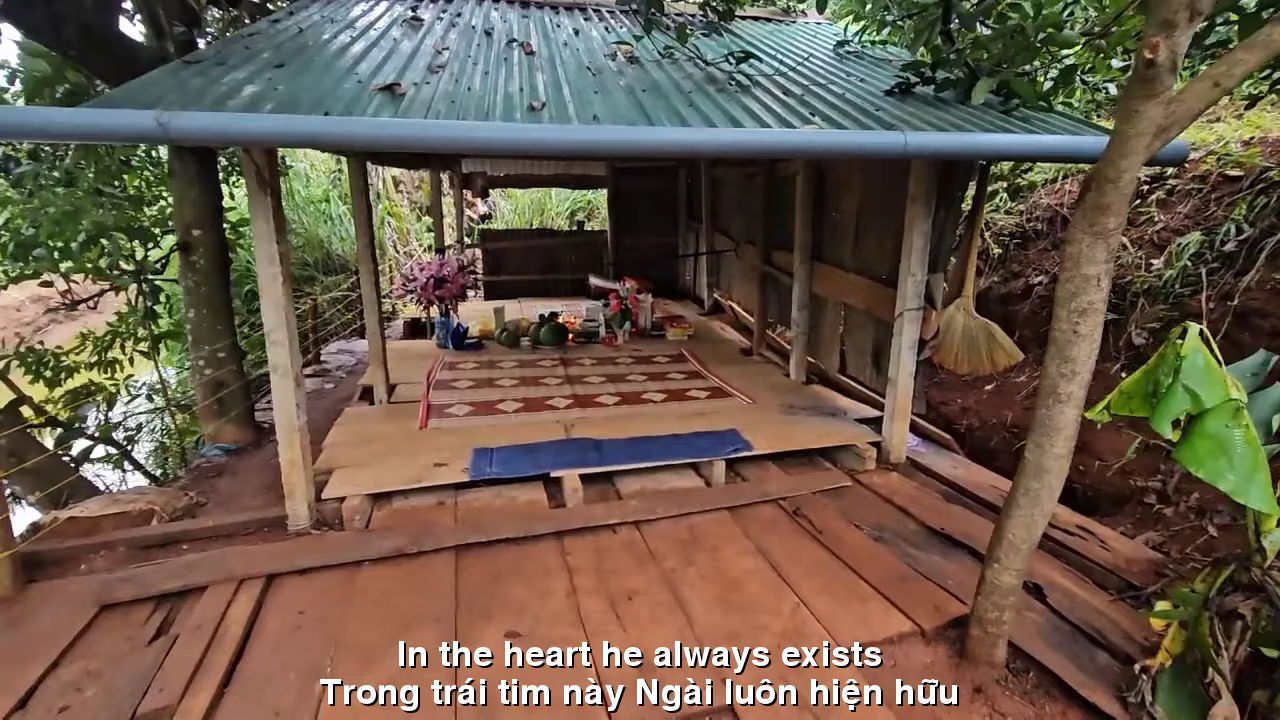 In the heart he always exists
Trong trái tim này Ngài luôn hiện hữu